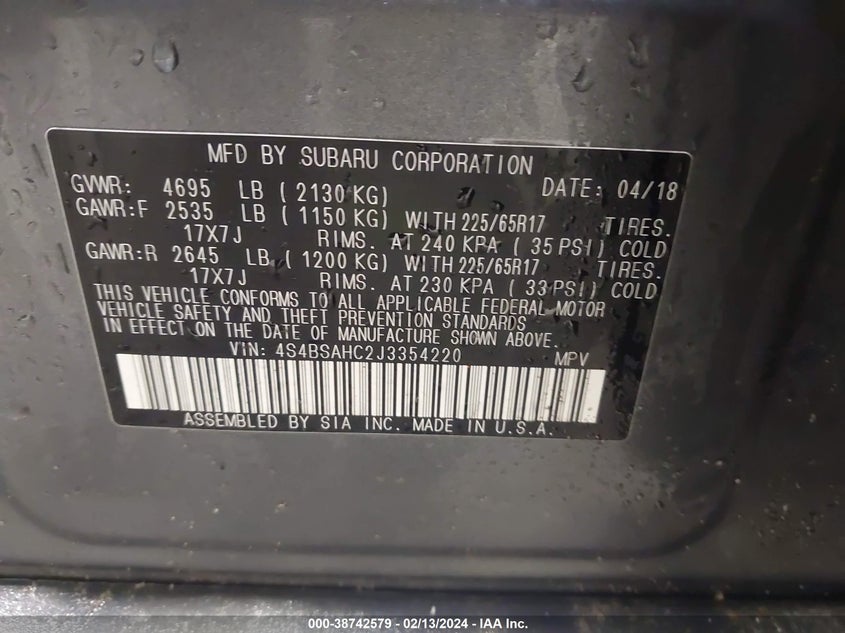 MFD BY SUBARU CORPORATION
GVWR: 4695 LB ( 2130 KG) DATE: 04/18
GAWR:F 2535 LB ( 1150 KG) WITH 225/65R17 TIRES.
17X7J RIMS. AT 240 KPA ( 35 PSI) COLD
GAWR:R 2645 LB ( 1200 KG) WITH 225/65R17 TIRES.
17X7J RIMS. AT 230 KPA ( 33 PSI) COLD
THIS VEHICLE CONFORMS TO ALL APPLICABLE FEDERAL MOTOR
VEHICLE SAFETY AND THEFT PREVENTION STANDARDS
IN EFFECT ON THE DATE OF MANUFACTURE SHOWN ABOVE.
VIN: 4S4BSAHC2J3354220 MPV
ASSEMBLED BY SIA INC. MADE IN U.S.A.
000-38742579 - 02/13/2024 - IAA Inc.